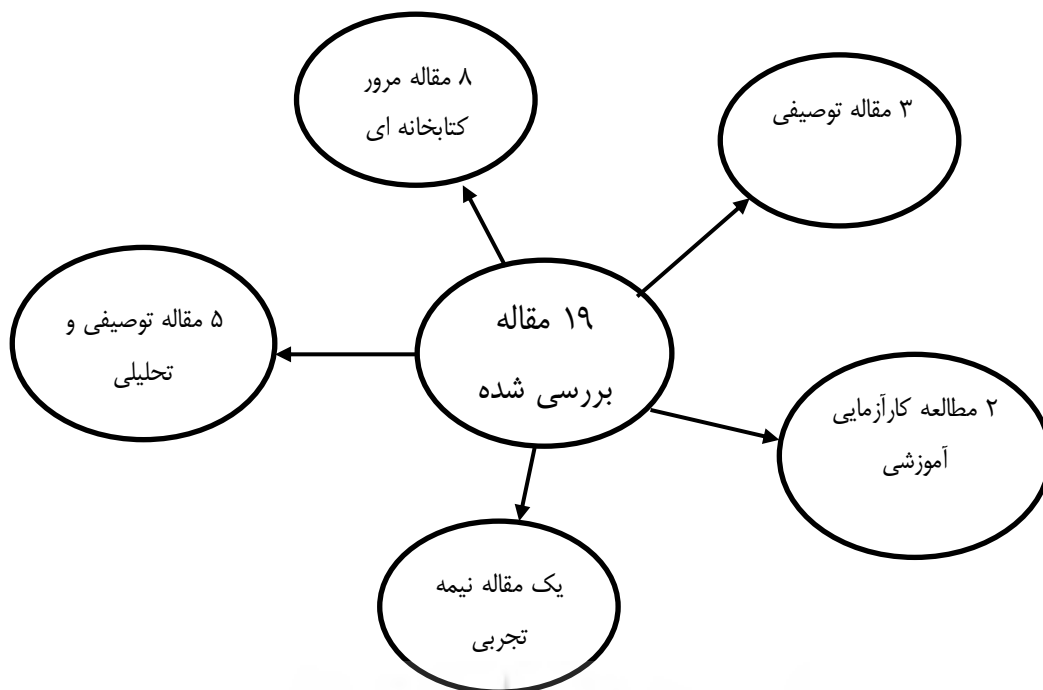 ۸ مقاله مرور
کتابخانه ای
۳ مقاله توصیفی
۱۹ مقاله
بررسی شده
۵ مقاله توصیفی و
تحلیلی
۲ مطالعه کارآزمایی
آموزشی
یک مقاله نیمه
تجربی